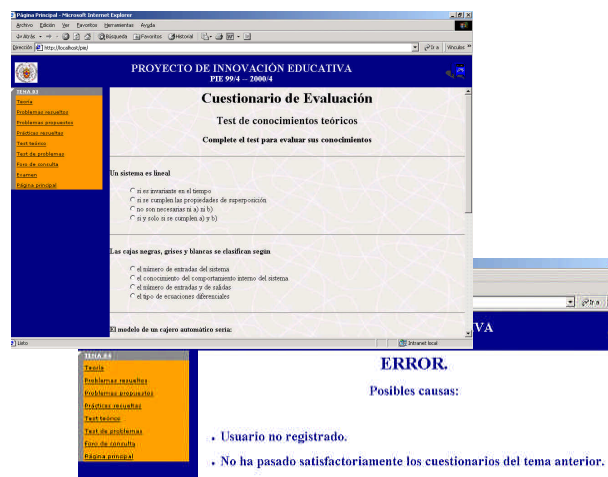 Página Principal - Microsoft Internet Explorer
Archivo Edición Ver Favoritos Herramientas Ayuda
Atrás Búsqueda Favoritos Historial
Dirección http://localhost/pie/ Ir a Vínculos »
PROYECTO DE INNOVACIÓN EDUCATIVA
PIE 99/4 -- 2000/4
TEMA 03
Teoría
Problemas resueltos
Problemas propuestos
Prácticas resueltas
Test teórico
Test de problemas
Foro de consulta
Examen
Página principal
Cuestionario de Evaluación
Test de conocimientos teóricos
Complete el test para evaluar sus conocimientos
Un sistema es lineal
si es invariante en el tiempo
si se cumplen las propiedades de superposición
no son necesarias ni a) ni b)
si y solo si se cumplen a) y b)
Las cajas negras, grises y blancas se clasifican según
el número de entradas del sistema
el conocimiento del comportamiento interno del sistema
el número de entradas y de salidas
el tipo de ecuaciones diferenciales
El modelo de un cajero automático sería:
Listo Intranet local
Ir a
VA
TEMA 04
Teoría
Problemas resueltos
Problemas propuestos
Prácticas resueltas
Test teórico
Test de problemas
Foro de consulta
Página principal
ERROR.
Posibles causas:
• Usuario no registrado.
• No ha pasado satisfactoriamente los cuestionarios del tema anterior.